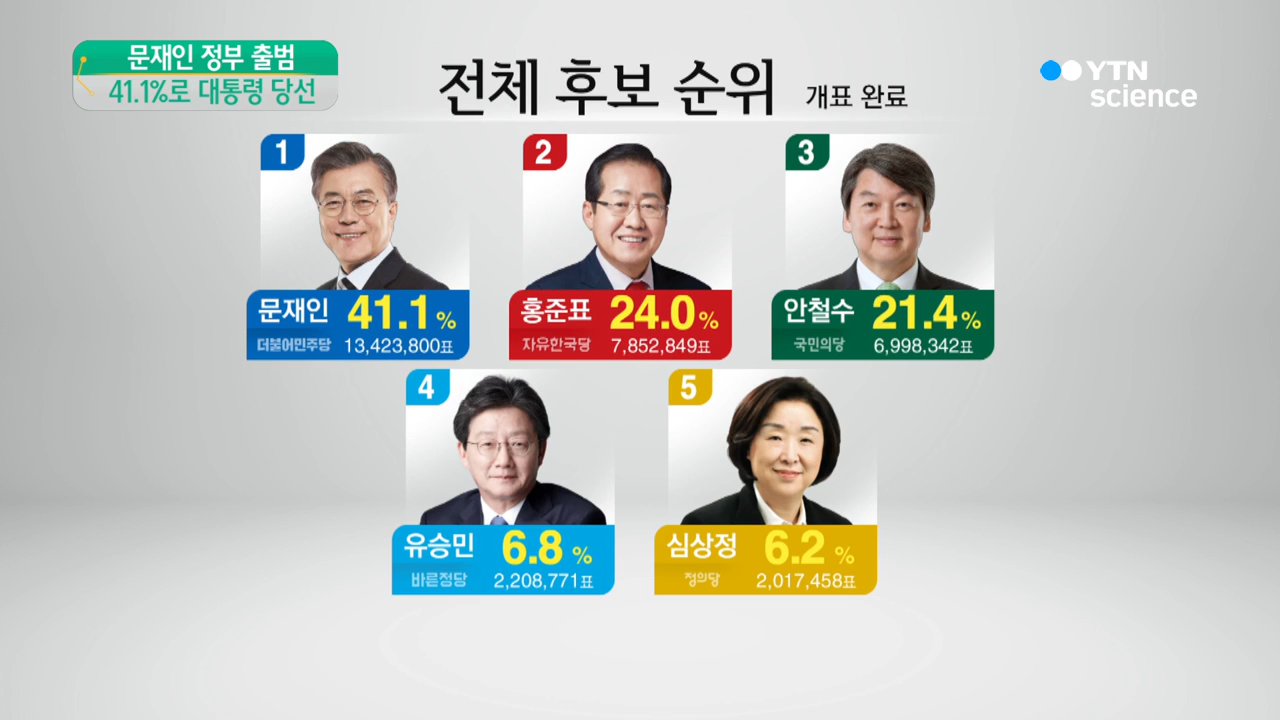 문재인 정부 출범
41.1%로 대통령 당선
전체 후보 순위 개표 완료
YTN
science
1
2
3
문재인 41.1%
더불어민주당 13,423,800표
홍준표 24.0%
자유한국당 7,852,849표
안철수 21.4%
국민의당 6,998,342표
4
5
유승민 6.8%
바른정당 2,208,771표
심상정 6.2%
정의당 2,017,458표